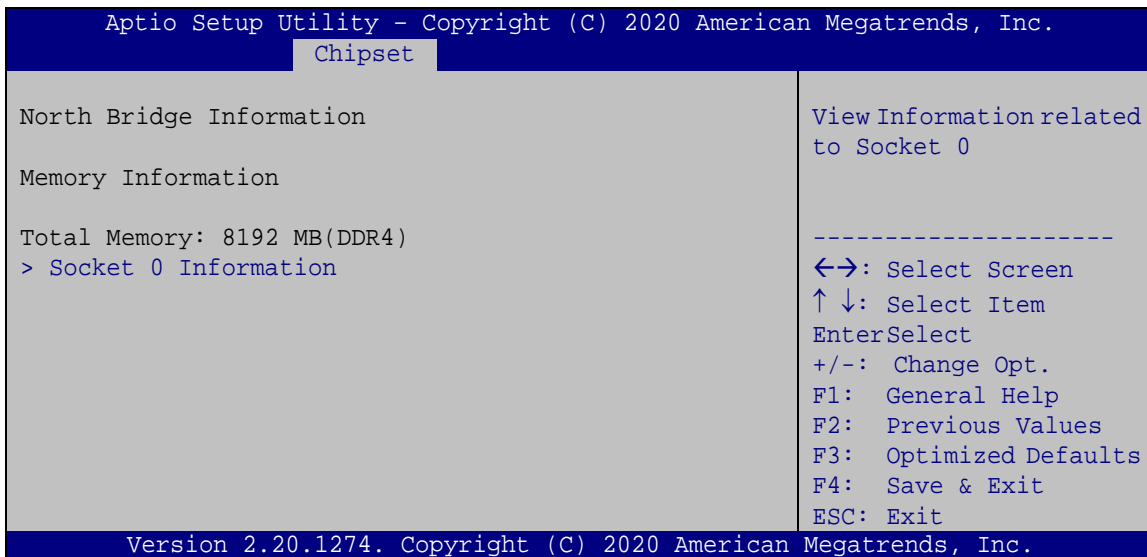 Aptio Setup Utility – Copyright (C) 2020 American Megatrends, Inc.
Chipset
North Bridge Information
Memory Information
Total Memory: 8192 MB(DDR4)
> Socket 0 Information
View Information related
to Socket 0
---------------------
←→: Select Screen
↑ ↓: Select Item
EnterSelect
+/-: Change Opt.
F1: General Help
F2: Previous Values
F3: Optimized Defaults
F4: Save & Exit
ESC: Exit
Version 2.20.1274. Copyright (C) 2020 American Megatrends, Inc.